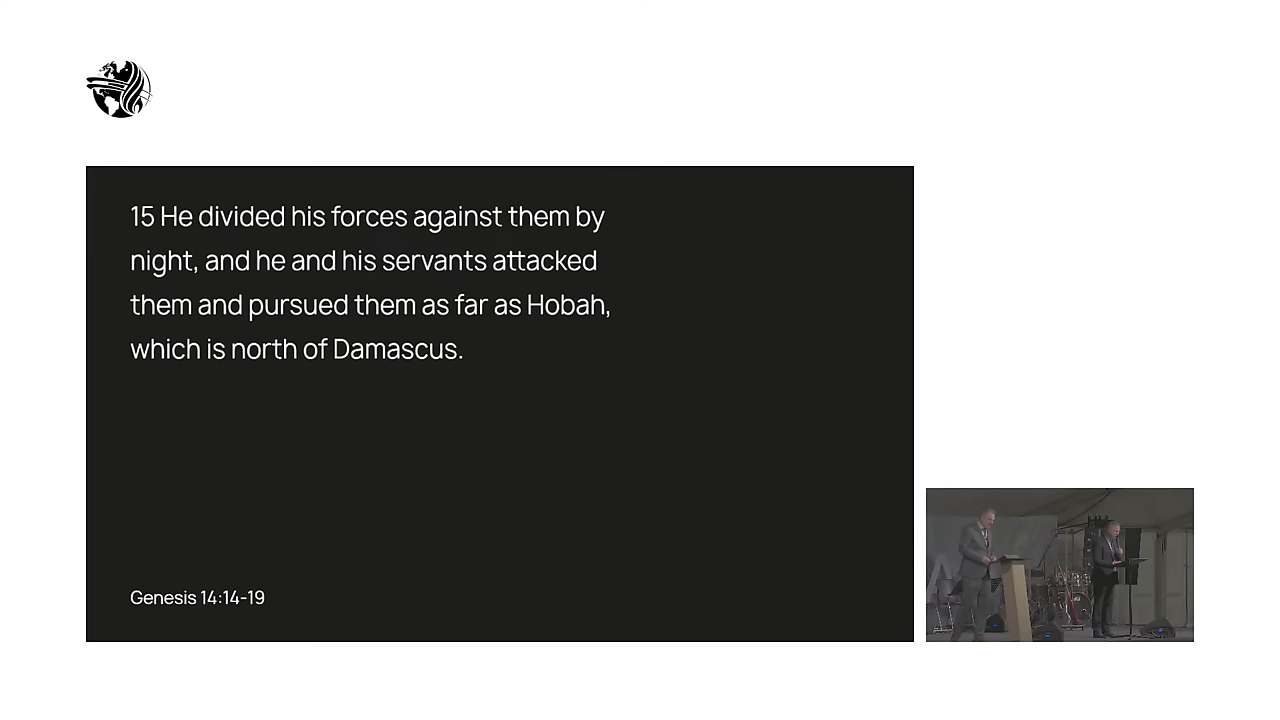 15 He divided his forces against them by
night, and he and his servants attacked
them and pursued them as far as Hobah,
which is north of Damascus.
Genesis 14:14-19